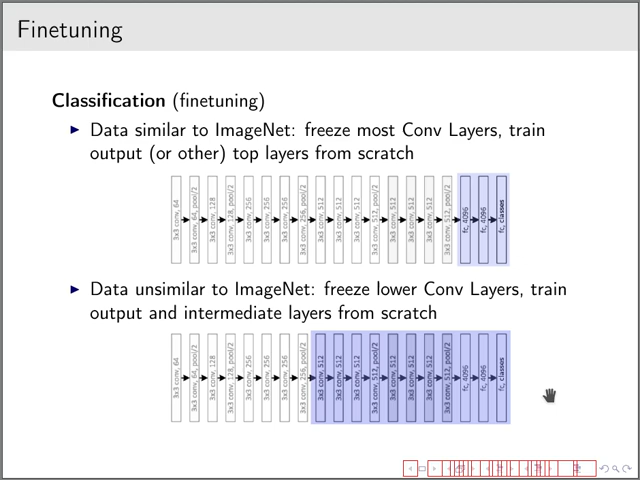 Finetuning
Classification (finetuning)
Data similar to ImageNet: freeze most Conv Layers, train
output (or other) top layers from scratch
3x3 conv, 64
3x3 conv, 64, pool/2
3x3 conv, 128
3x3 conv, 128, pool/2
3x3 conv, 256
3x3 conv, 256
3x3 conv, 256
3x3 conv, 256, pool/2
3x3 conv, 512
3x3 conv, 512
3x3 conv, 512
3x3 conv, 512, pool/2
3x3 conv, 512
3x3 conv, 512
3x3 conv, 512
3x3 conv, 512, pool/2
fc, 4096
fc, 4096
fc, classes
Data unsimilar to ImageNet: freeze lower Conv Layers, train
output and intermediate layers from scratch
3x3 conv, 64
3x3 conv, 64, pool/2
3x3 conv, 128
3x3 conv, 128, pool/2
3x3 conv, 256
3x3 conv, 256
3x3 conv, 256
3x3 conv, 256, pool/2
3x3 conv, 512
3x3 conv, 512
3x3 conv, 512
3x3 conv, 512, pool/2
3x3 conv, 512
3x3 conv, 512
3x3 conv, 512
3x3 conv, 512, pool/2
fc, 4096
fc, 4096
fc, classes